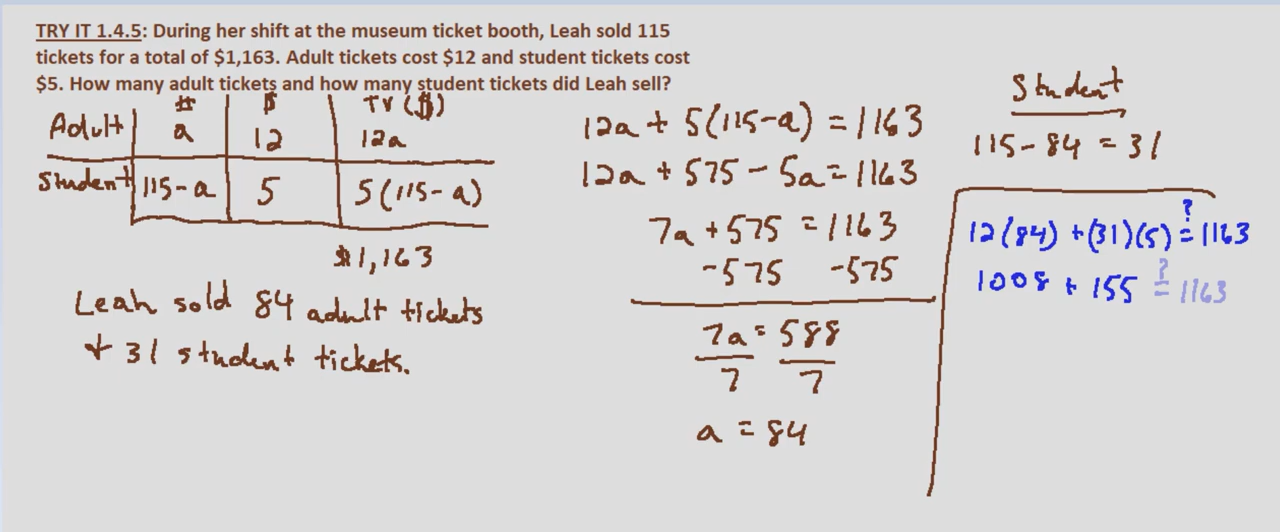 TRY IT 1.4.5: During her shift at the museum ticket booth, Leah sold 115
tickets for a total of $1,163. Adult tickets cost $12 and student tickets cost
$5. How many adult tickets and how many student tickets did Leah sell?
# $ TV ($)
Adult a 12 12a
Student 115-a 5 5(115-a)
$1,163
Leah sold 84 adult tickets
+ 31 student tickets.
12a + 5(115-a) = 1163
12a + 575 - 5a = 1163
7a + 575 = 1163
-575 -575
7a = 588
7 7
a = 84
Student
115 - 84 = 31
12(84) + (31)(5) ?= 1163
1008 + 155 ?= 1163